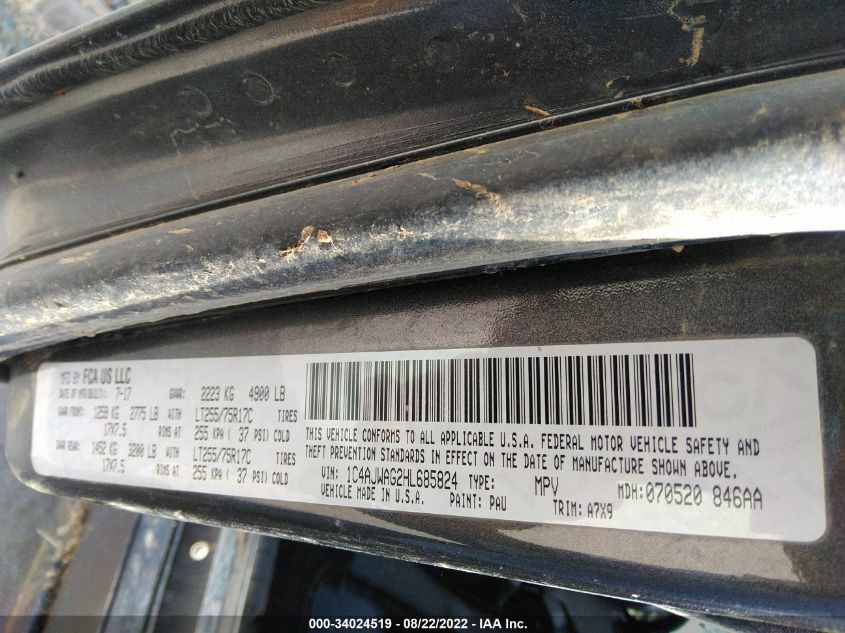 MFD BY FCA US LLC
DATE OF MFR(BUILT): 7-17 GVWR: 2223 KG 4900 LB
GAWR FRONT: 1259 KG 2775 LB WITH LT255/75R17C TIRES
17X7.5 RIMS AT 255 KPA ( 37 PSI) COLD
GAWR REAR: 1452 KG 3200 LB WITH LT255/75R17C TIRES
17X7.5 RIMS AT 255 KPA ( 37 PSI) COLD
THIS VEHICLE CONFORMS TO ALL APPLICABLE U.S.A. FEDERAL MOTOR VEHICLE SAFETY AND
THEFT PREVENTION STANDARDS IN EFFECT ON THE DATE OF MANUFACTURE SHOWN ABOVE.
VIN: 1C4AJWAG2HL685824 TYPE: MPV MDH:070520 846AA
VEHICLE MADE IN U.S.A. PAINT: PAU TRIM: A7X9
000-34024519 - 08/22/2022 - IAA Inc.